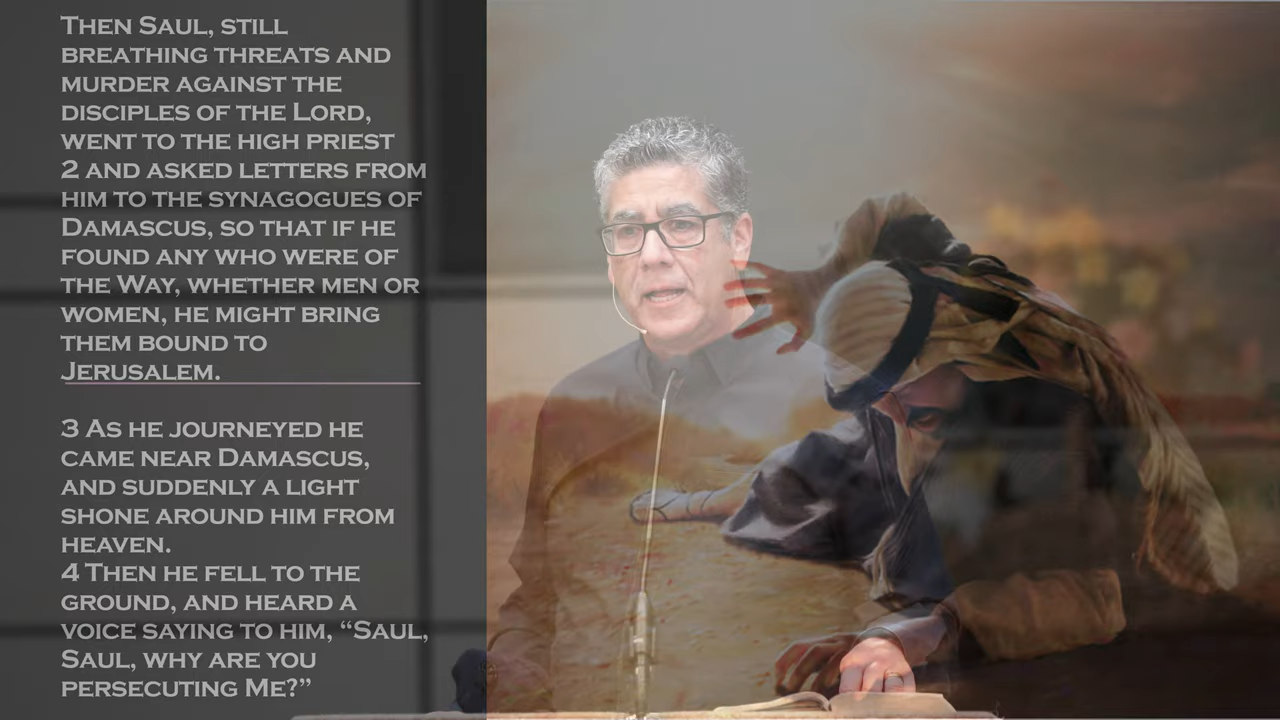 Then Saul, still
breathing threats and
murder against the
disciples of the Lord,
went to the high priest
2 and asked letters from
him to the synagogues of
Damascus, so that if he
found any who were of
the Way, whether men or
women, he might bring
them bound to
Jerusalem.
3 As he journeyed he
came near Damascus,
and suddenly a light
shone around him from
heaven.
4 Then he fell to the
ground, and heard a
voice saying to him, “Saul,
Saul, why are you
persecuting Me?”